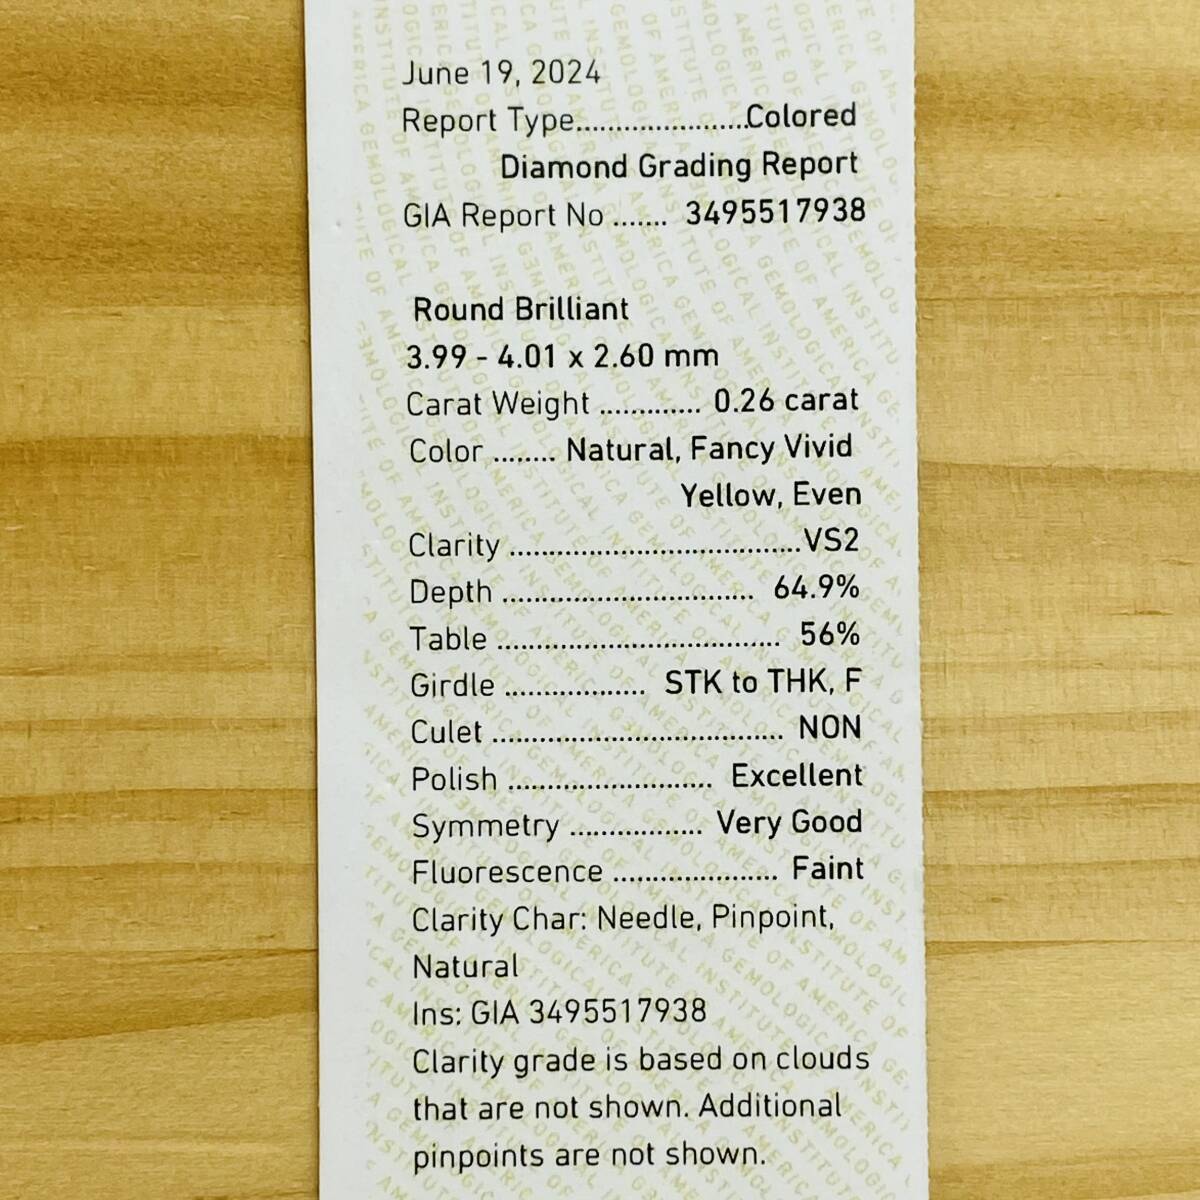 June 19, 2024
Report Type......................Colored
Diamond Grading Report
GIA Report No ....... 3495517938
Round Brilliant
3.99 - 4.01 x 2.60 mm
Carat Weight ............. 0.26 carat
Color ........ Natural, Fancy Vivid
Yellow, Even
Clarity .....................................VS2
Depth ................................ 64.9%
Table .................................... 56%
Girdle .................. STK to THK, F
Culet ..................................... NON
Polish .......................... Excellent
Symmetry ................. Very Good
Fluorescence ..................... Faint
Clarity Char: Needle, Pinpoint,
Natural
Ins: GIA 3495517938
Clarity grade is based on clouds
that are not shown. Additional
pinpoints are not shown.